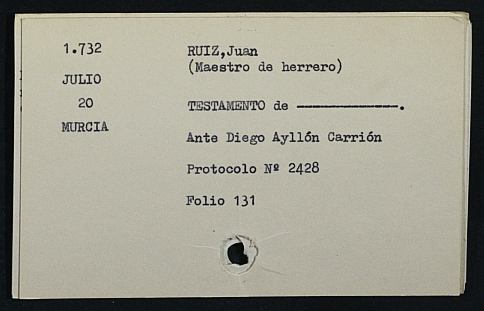 1.732
JULIO
20
MURCIA
RUIZ,Juan
(Maestro de herrero)
TESTAMENTO de ——————.
Ante Diego Ayllón Carrión
Protocolo Nº 2428
Folio 131